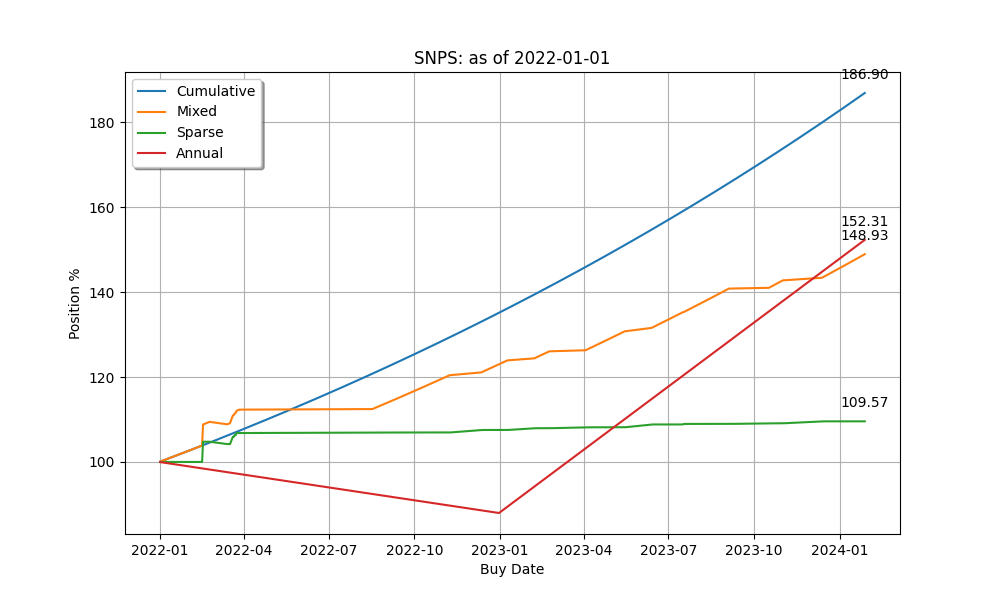 SNPS: as of 2022-01-01
Cumulative
Mixed
Sparse
Annual
186.90
152.31
148.93
109.57
Position %
180
160
140
120
100
2022-01 2022-04 2022-07 2022-10 2023-01 2023-04 2023-07 2023-10 2024-01
Buy Date